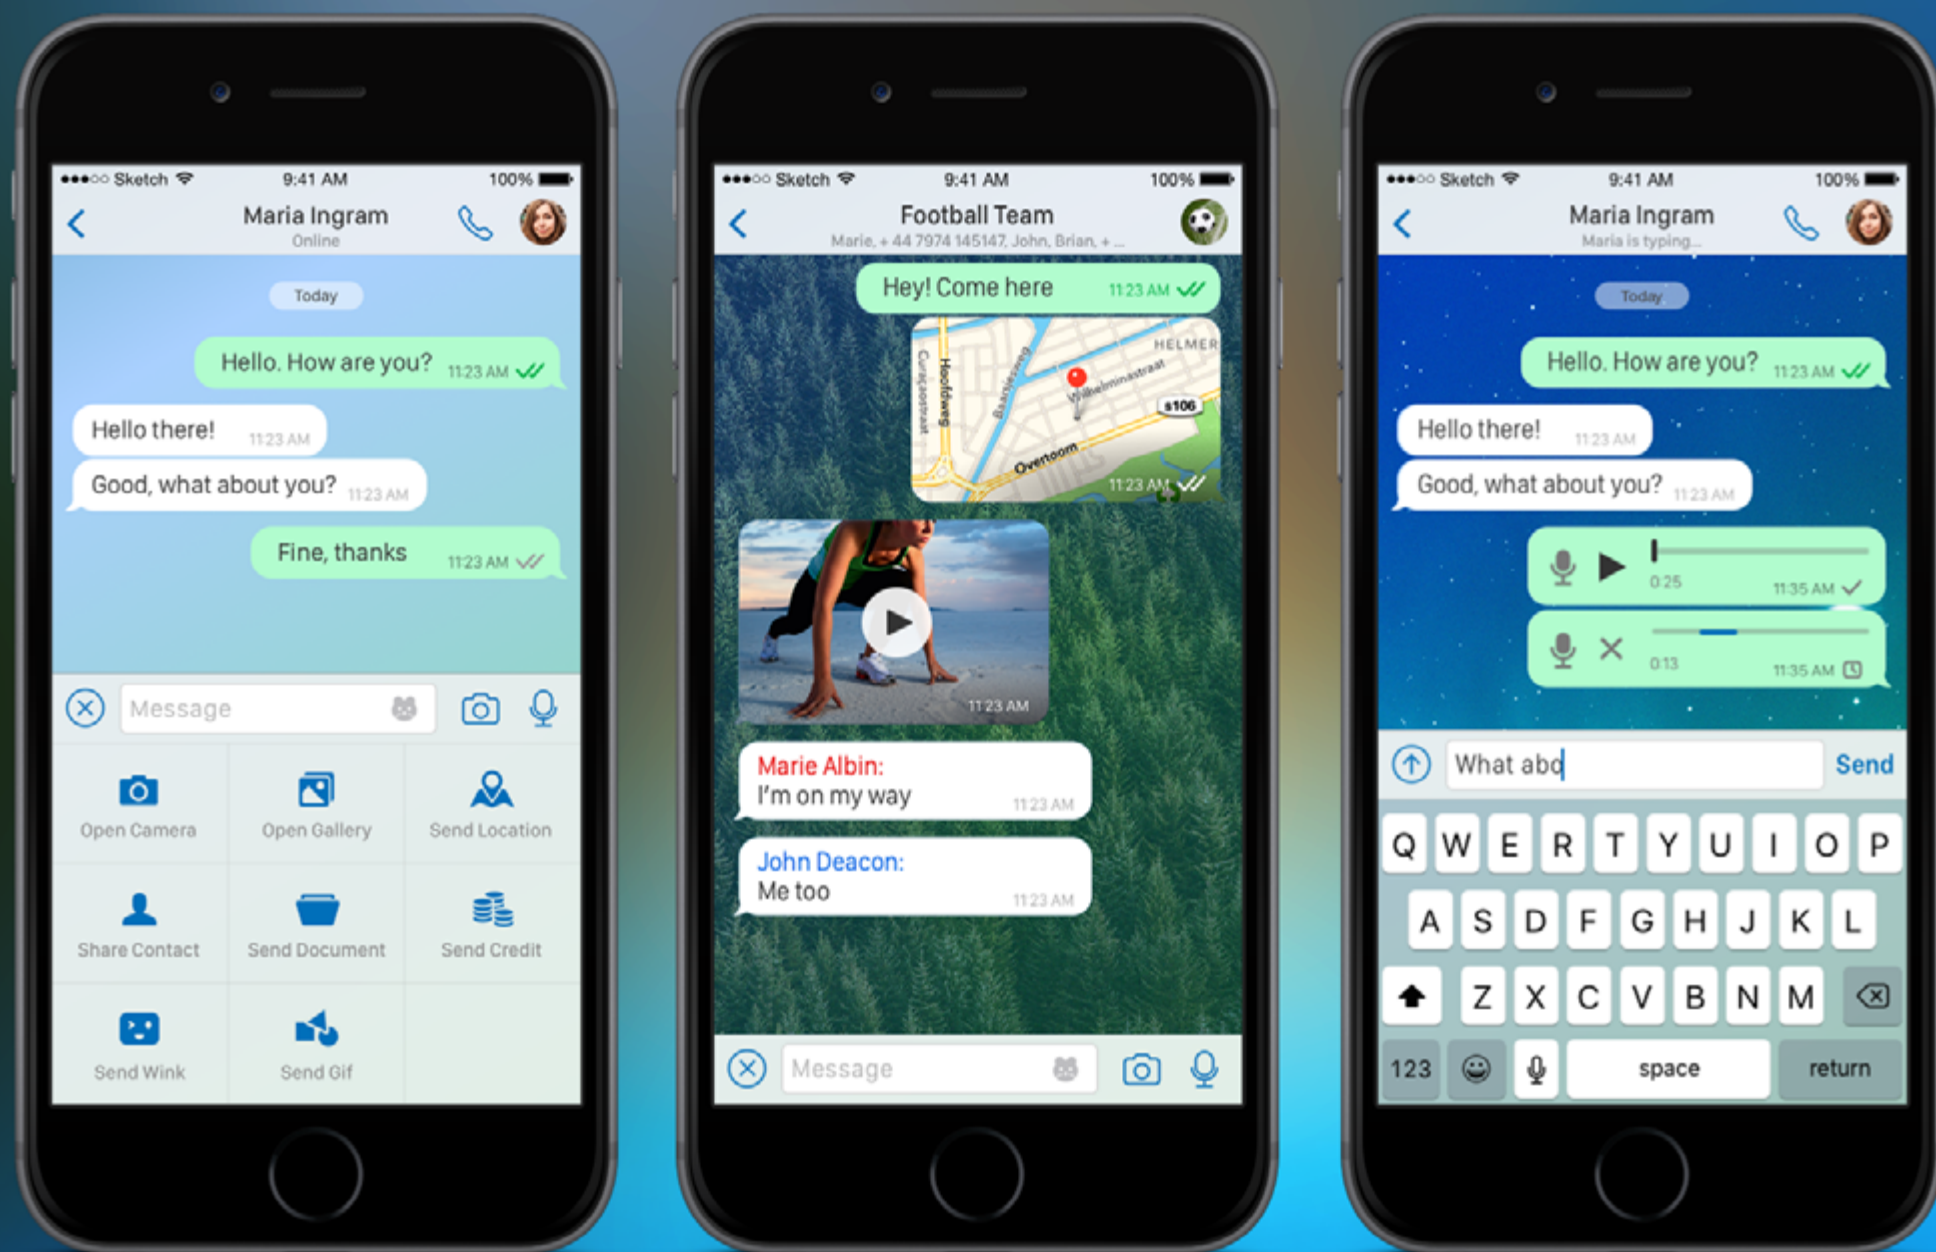 Sketch 9:41 AM 100%
Maria Ingram
Online
Today
Hello. How are you? 11:23 AM
Hello there! 11:23 AM
Good, what about you? 11:23 AM
Fine, thanks 11:23 AM
Message
Open Camera Open Gallery Send Location
Share Contact Send Document Send Credit
Send Wink Send Gif
Sketch 9:41 AM 100%
Football Team
Marie, + 44 7974 145147, John, Brian, + ...
Hey! Come here 11:23 AM
HELMER
Curaçaostraat
Hoofdweg
Baarsjesweg
Wilhelminastraat
s106
Overtoom
11:23 AM
11:23 AM
Marie Albin:
I'm on my way 11:23 AM
John Deacon:
Me too 11:23 AM
Message
Sketch 9:41 AM 100%
Maria Ingram
Maria is typing...
Today
Hello. How are you? 11:23 AM
Hello there! 11:23 AM
Good, what about you? 11:23 AM
0:25 11:35 AM
0:13 11:35 AM
What abo Send
Q W E R T Y U I O P
A S D F G H J K L
Z X C V B N M
123 space return